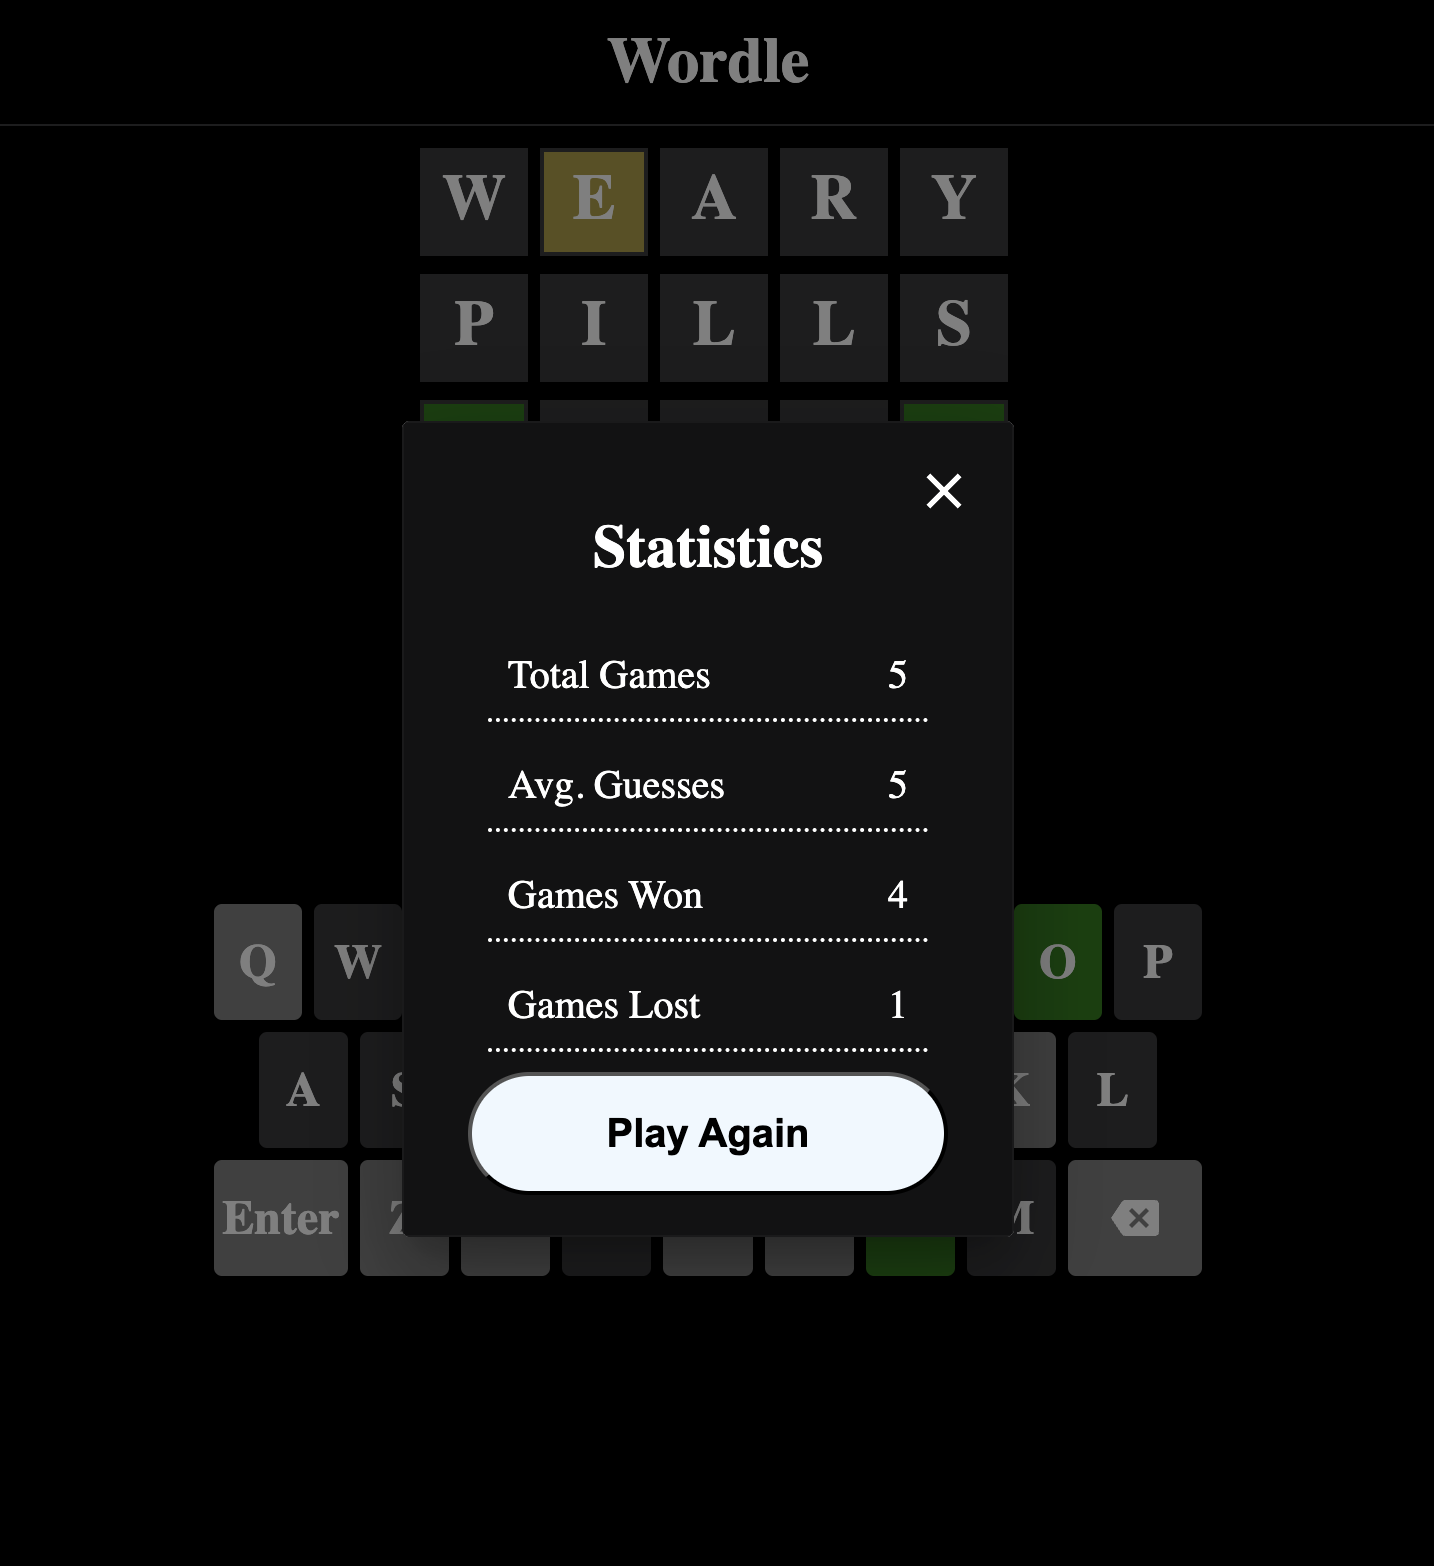 Wordle
W E A R Y
P I L L S
Statistics
Total Games 5
Avg. Guesses 5
Games Won 4
Games Lost 1
Play Again
Q W O P
A S K L
Enter Z M